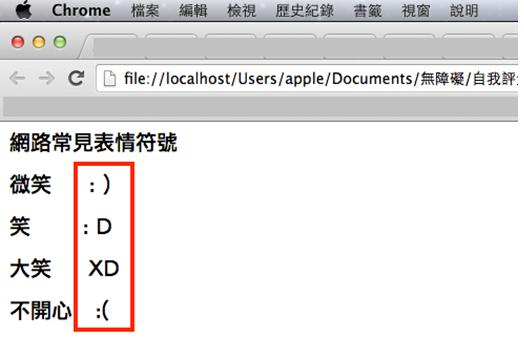 Chrome 檔案 編輯 檢視 歷史紀錄 書籤 視窗 說明
file://localhost/Users/apple/Documents/無障礙/自我評
網路常見表情符號
微笑 : )
笑 : D
大笑 XD
不開心 :(